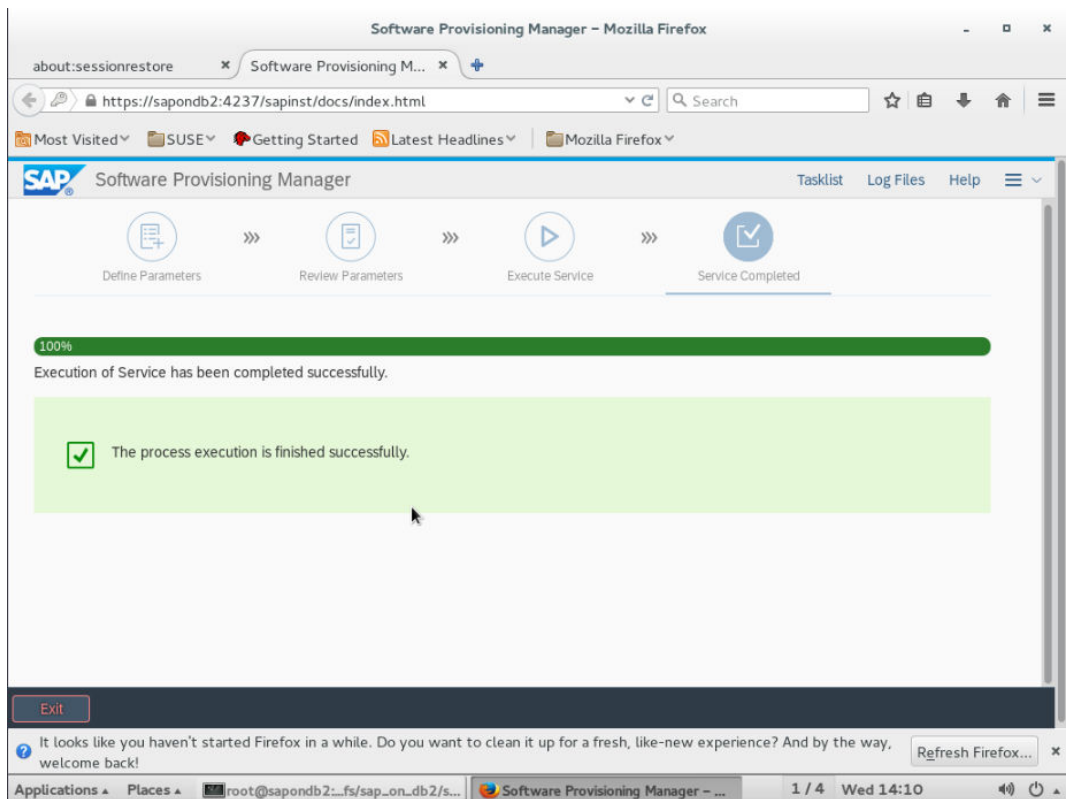 Software Provisioning Manager – Mozilla Firefox
about:sessionrestore
Software Provisioning M...
https://sapondb2:4237/sapinst/docs/index.html
Search
Most Visited
SUSE
Getting Started
Latest Headlines
Mozilla Firefox
SAP
Software Provisioning Manager
Tasklist
Log Files
Help
Define Parameters
Review Parameters
Execute Service
Service Completed
100%
Execution of Service has been completed successfully.
The process execution is finished successfully.
Exit
It looks like you haven't started Firefox in a while. Do you want to clean it up for a fresh, like-new experience? And by the way,
welcome back!
Refresh Firefox...
Applications
Places
root@sapondb2:_fs/sap_on_db2/s...
Software Provisioning Manager – ...
1 / 4
Wed 14:10